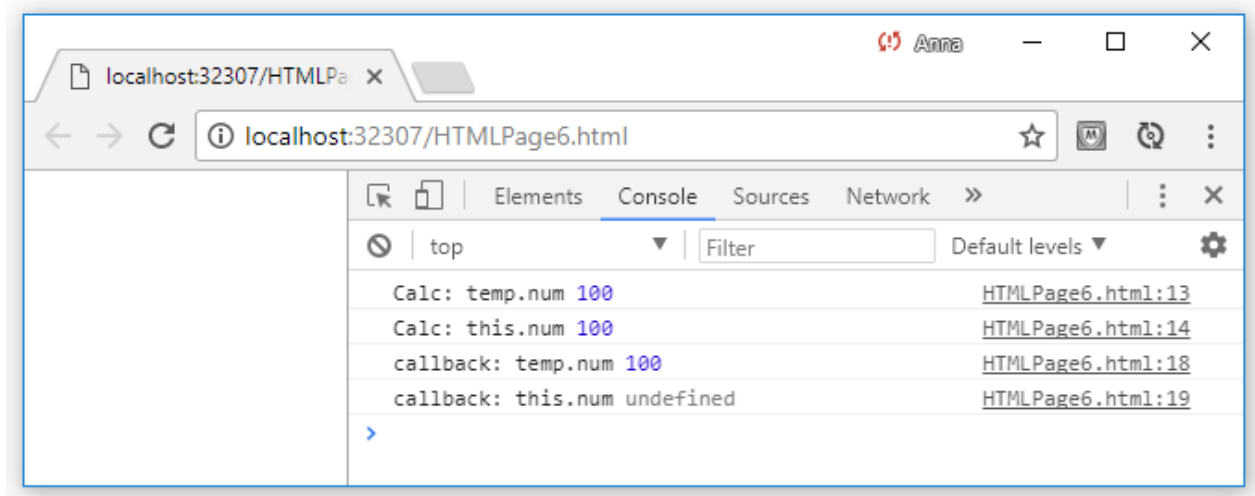 Anna
localhost:32307/HTMLPa
localhost:32307/HTMLPage6.html
Elements Console Sources Network »
top Filter Default levels
Calc: temp.num 100 HTMLPage6.html:13
Calc: this.num 100 HTMLPage6.html:14
callback: temp.num 100 HTMLPage6.html:18
callback: this.num undefined HTMLPage6.html:19
>